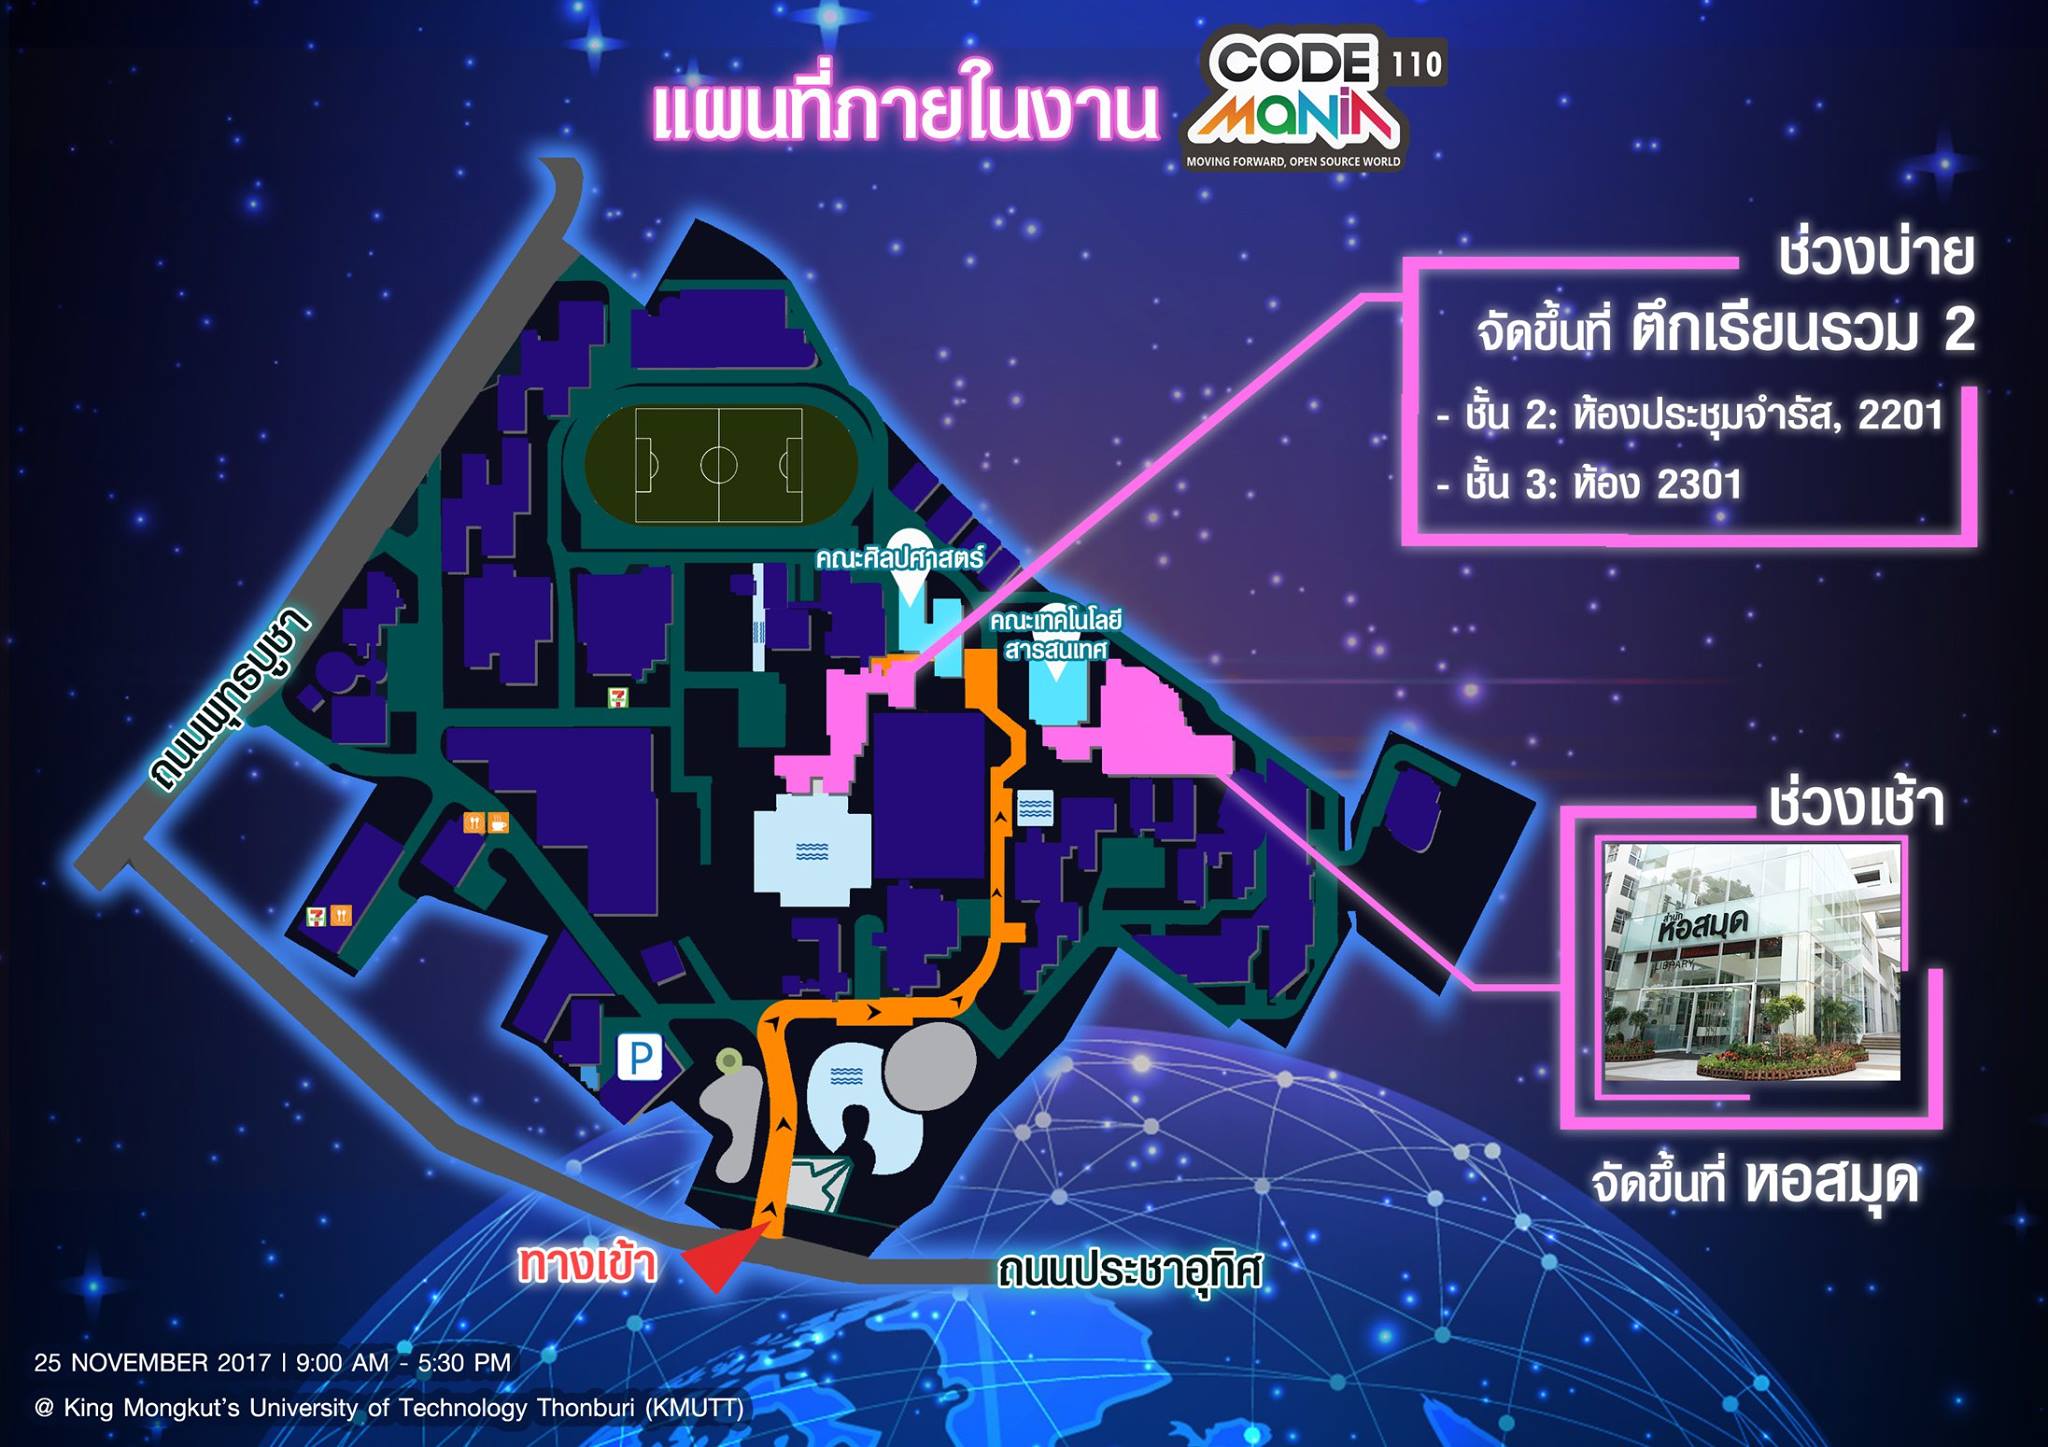 แผนที่ภายในงาน
CODE 110
MANIA
MOVING FORWARD, OPEN SOURCE WORLD
ช่วงบ่าย
จัดขึ้นที่ ตึกเรียนรวม 2
- ชั้น 2: ห้องประชุมจำรัส, 2201
- ชั้น 3: ห้อง 2301
คณะศิลปศาสตร์
คณะเทคโนโลยี
สารสนเทศ
ถนนพุทธบูชา
7
7
P
ช่วงเช้า
สำนัก
หอสมุด
LIBRARY
จัดขึ้นที่ หอสมุด
ทางเข้า
ถนนประชาอุทิศ
25 NOVEMBER 2017 | 9:00 AM - 5:30 PM
@ King Mongkut's University of Technology Thonburi (KMUTT)